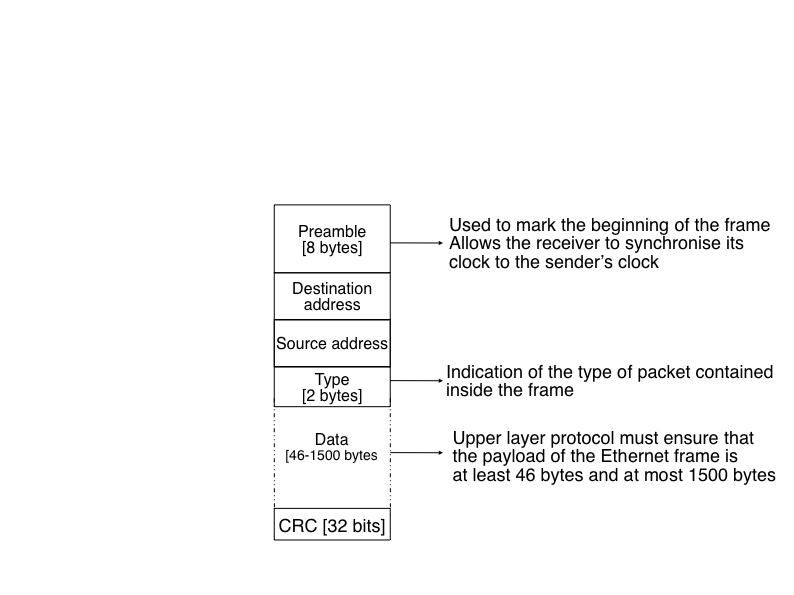 Preamble
[8 bytes]
Used to mark the beginning of the frame
Allows the receiver to synchronise its
clock to the sender's clock
Destination
address
Source address
Type
[2 bytes]
Indication of the type of packet contained
inside the frame
Data
[46-1500 bytes
Upper layer protocol must ensure that
the payload of the Ethernet frame is
at least 46 bytes and at most 1500 bytes
CRC [32 bits]